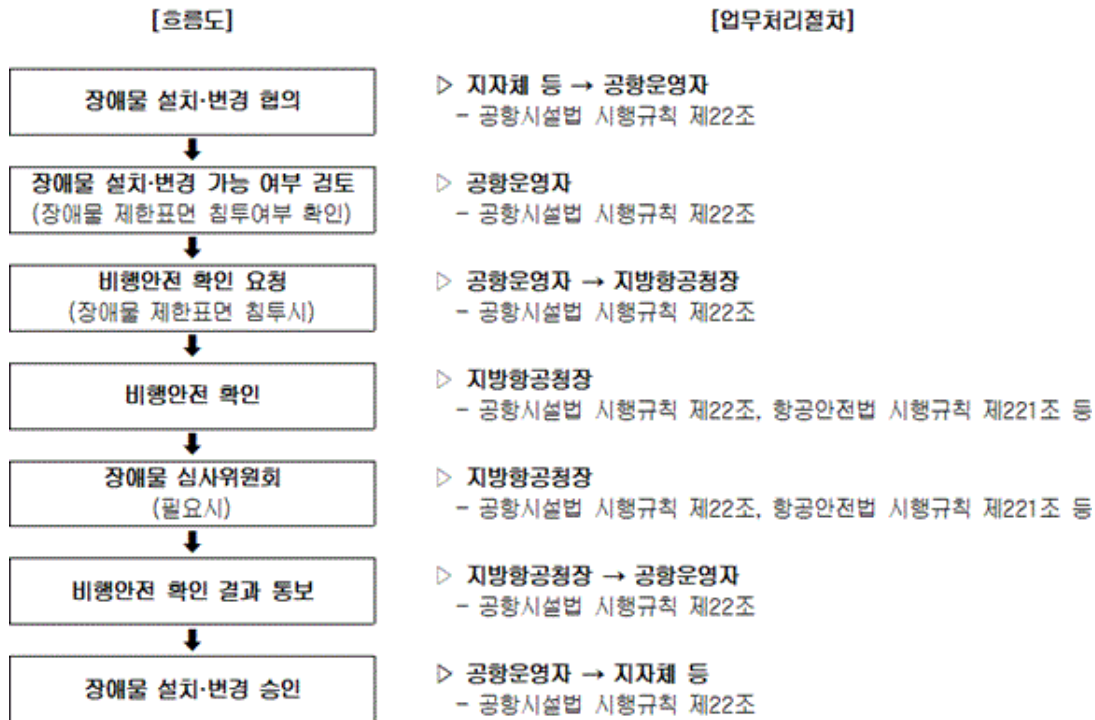 [흐름도]
[업무처리절차]
장애물 설치·변경 협의
▷ 지자체 등 → 공항운영자
- 공항시설법 시행규칙 제22조
장애물 설치·변경 가능 여부 검토
(장애물 제한표면 침투여부 확인)
▷ 공항운영자
- 공항시설법 시행규칙 제22조
비행안전 확인 요청
(장애물 제한표면 침투시)
▷ 공항운영자 → 지방항공청장
- 공항시설법 시행규칙 제22조
비행안전 확인
▷ 지방항공청장
- 공항시설법 시행규칙 제22조, 항공안전법 시행규칙 제221조 등
장애물 심사위원회
(필요시)
▷ 지방항공청장
- 공항시설법 시행규칙 제22조, 항공안전법 시행규칙 제221조 등
비행안전 확인 결과 통보
▷ 지방항공청장 → 공항운영자
- 공항시설법 시행규칙 제22조
장애물 설치·변경 승인
▷ 공항운영자 → 지자체 등
- 공항시설법 시행규칙 제22조